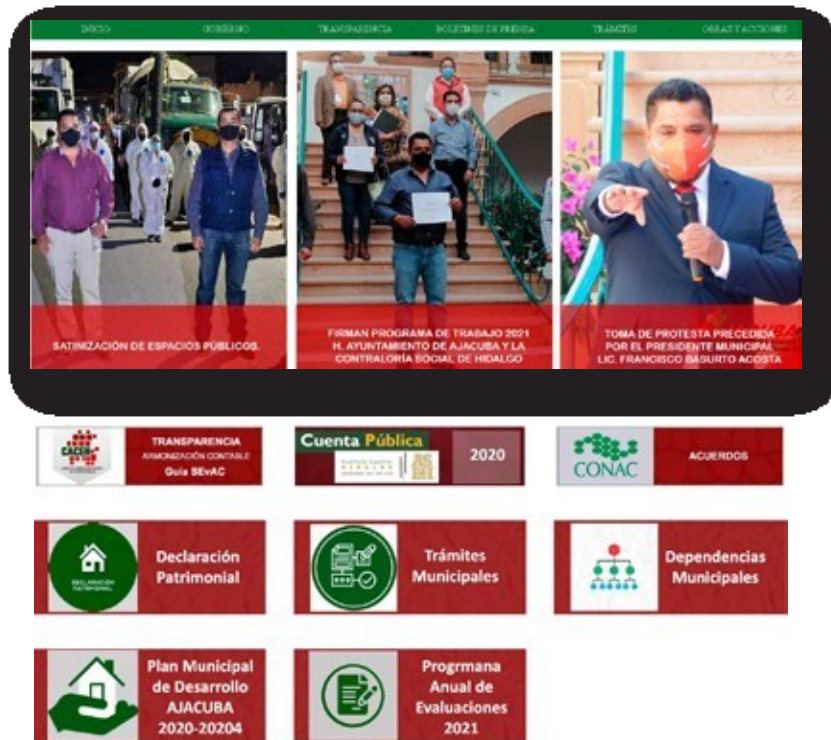 INICIO
GOBIERNO
TRANSPARENCIA
BOLETINES DE PRENSA
TRÁMITES
OBRAS Y ACCIONES
SATINIZACIÓN DE ESPACIOS PÚBLICOS.
FIRMAN PROGRAMA DE TRABAJO 2021
H. AYUNTAMIENTO DE AJACUBA Y LA
CONTRALORÍA SOCIAL DE HIDALGO
TOMA DE PROTESTA PRECEDIDA
POR EL PRESIDENTE MUNICIPAL
LIC. FRANCISCO BASURTO ACOSTA
CACEH
TRANSPARENCIA
ARMONIZACIÓN CONTABLE
Guía SEvAC
Cuenta Pública
2020
CONAC
ACUERDOS
DECLARACIÓN
PATRIMONIAL
Declaración
Patrimonial
Trámites
Municipales
Dependencias
Municipales
Plan Municipal
de Desarrollo
AJACUBA
2020-20204
Progrmana
Anual de
Evaluaciones
2021